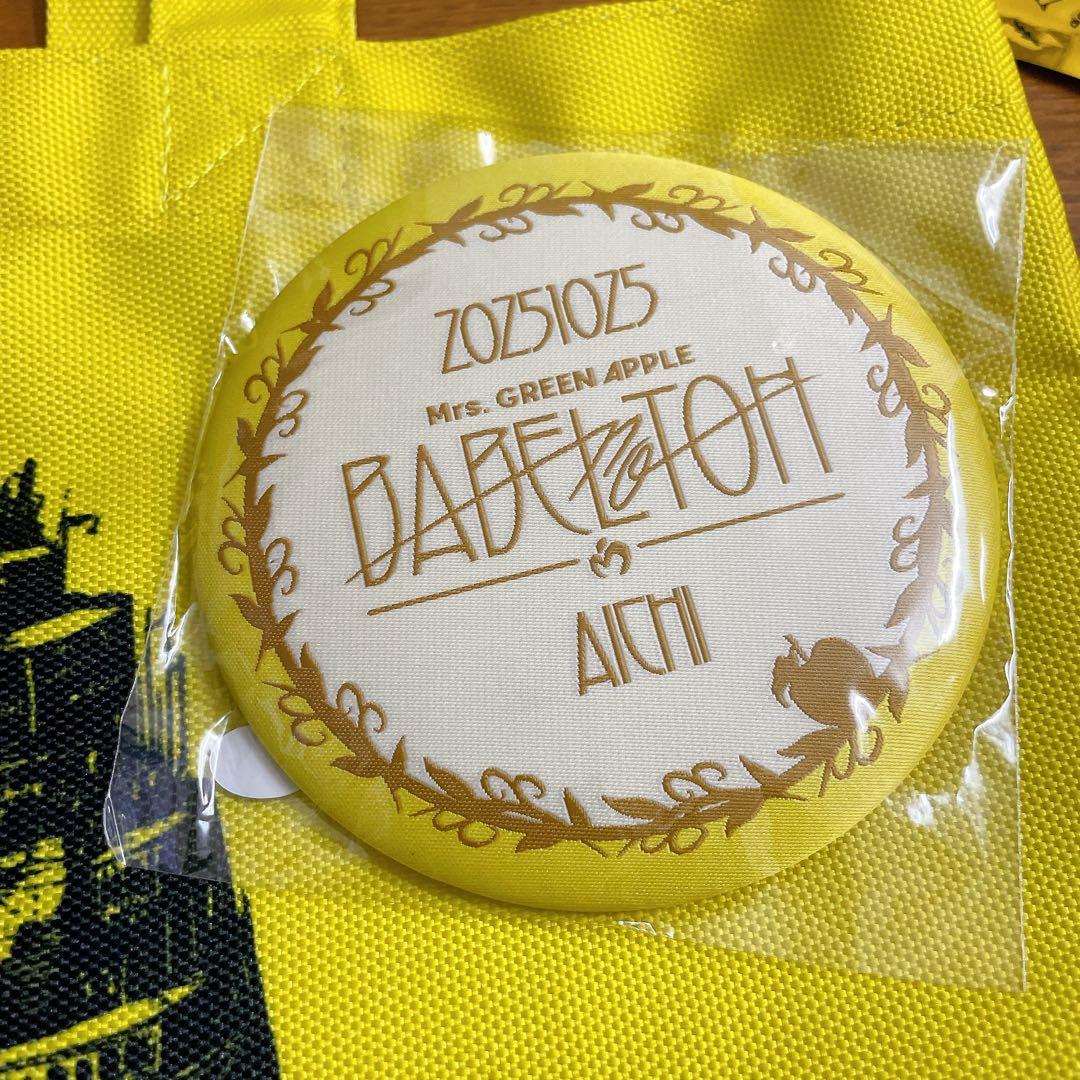 20251025
Mrs. GREEN APPLE
BABEL no TOH
AICHI